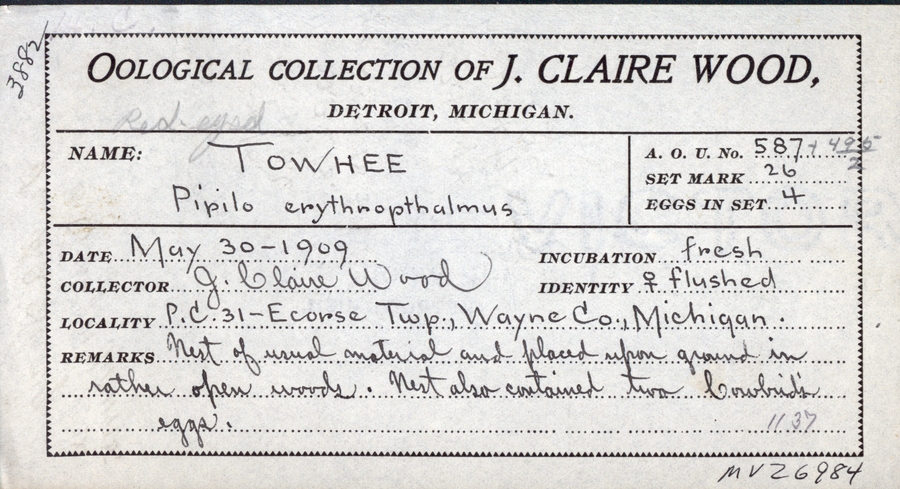 3882
OOLOGICAL COLLECTION OF J. CLAIRE WOOD,
DETROIT, MICHIGAN.
Red-eyed
NAME: TOWHEE
Pipilo erythropthalmus
A. O. U. No. 587 + 495/2
SET MARK 26
EGGS IN SET 4
DATE May 30-1909
INCUBATION fresh
COLLECTOR J. Claire Wood
IDENTITY ♀ flushed
LOCALITY P.C. 31-Ecorse Twp., Wayne Co., Michigan.
REMARKS Nest of usual material and placed upon ground in
rather open woods. Nest also contained two Cowbird's
eggs.
1137
MVZ6984